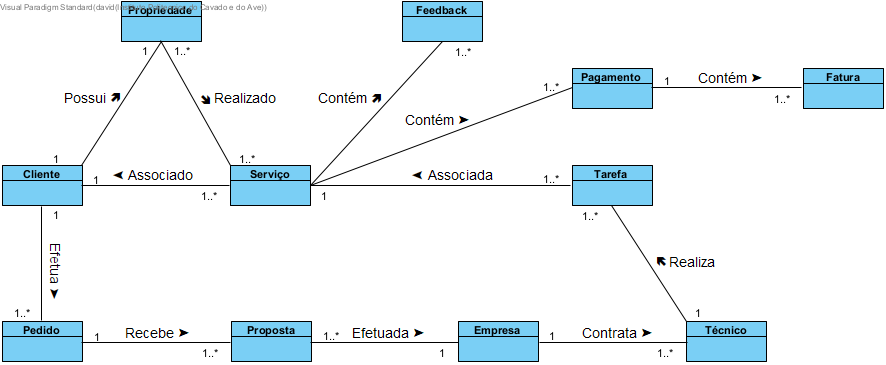 Visual Paradigm Standard(david(I do Cavado e do Ave))
Propriedade
Feedback
1
1..*
1..*
Pagamento
1
Contém ➤
Fatura
1..*
1..*
Possui
Realizado
Contém
Contém ➤
1
1..*
Cliente
1
⮜ Associado
1..*
Serviço
1
⮜ Associada
1..*
Tarefa
1
1..*
Efetua ➤
Realiza
1..*
1
Pedido
1
Recebe ➤
1..*
Proposta
1..*
Efetuada ➤
1
Empresa
1
Contrata ➤
1..*
Técnico